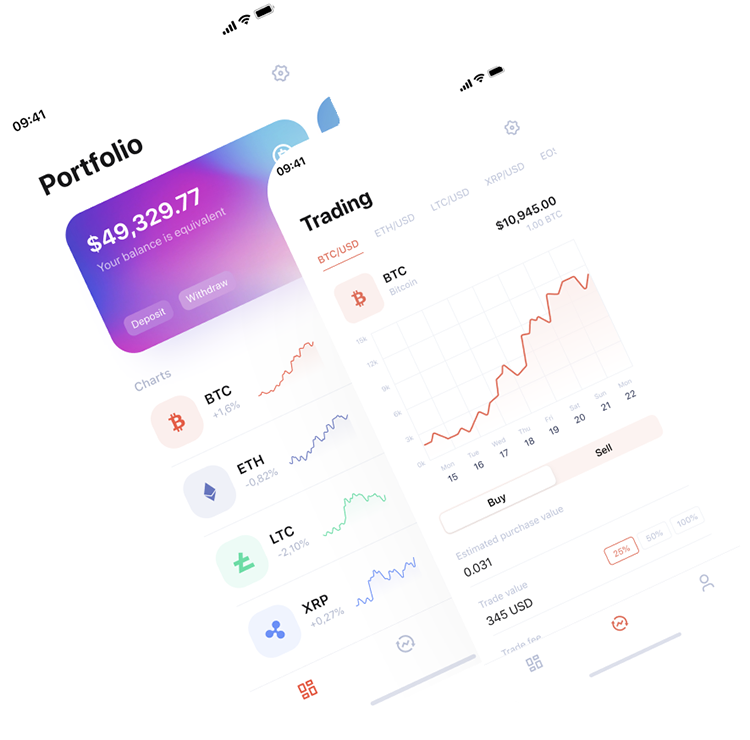 09:41
Portfolio
$49,329.77
Your balance is equivalent
Deposit
Withdraw
Charts
BTC
+1,6%
ETH
-0,82%
LTC
-2,10%
XRP
+0,27%
09:41
Trading
BTC/USD
ETH/USD
LTC/USD
XRP/USD
BTC
Bitcoin
$10,945.00
1.00 BTC
15k
12k
9k
6k
3k
0k
Mon Tue Wed Thu Fri Sat Sun Mon
15 16 17 18 19 20 21 22
Buy
Sell
Estimated purchase value
0.031
25% 50% 100%
Trade value
345 USD
Trade fee